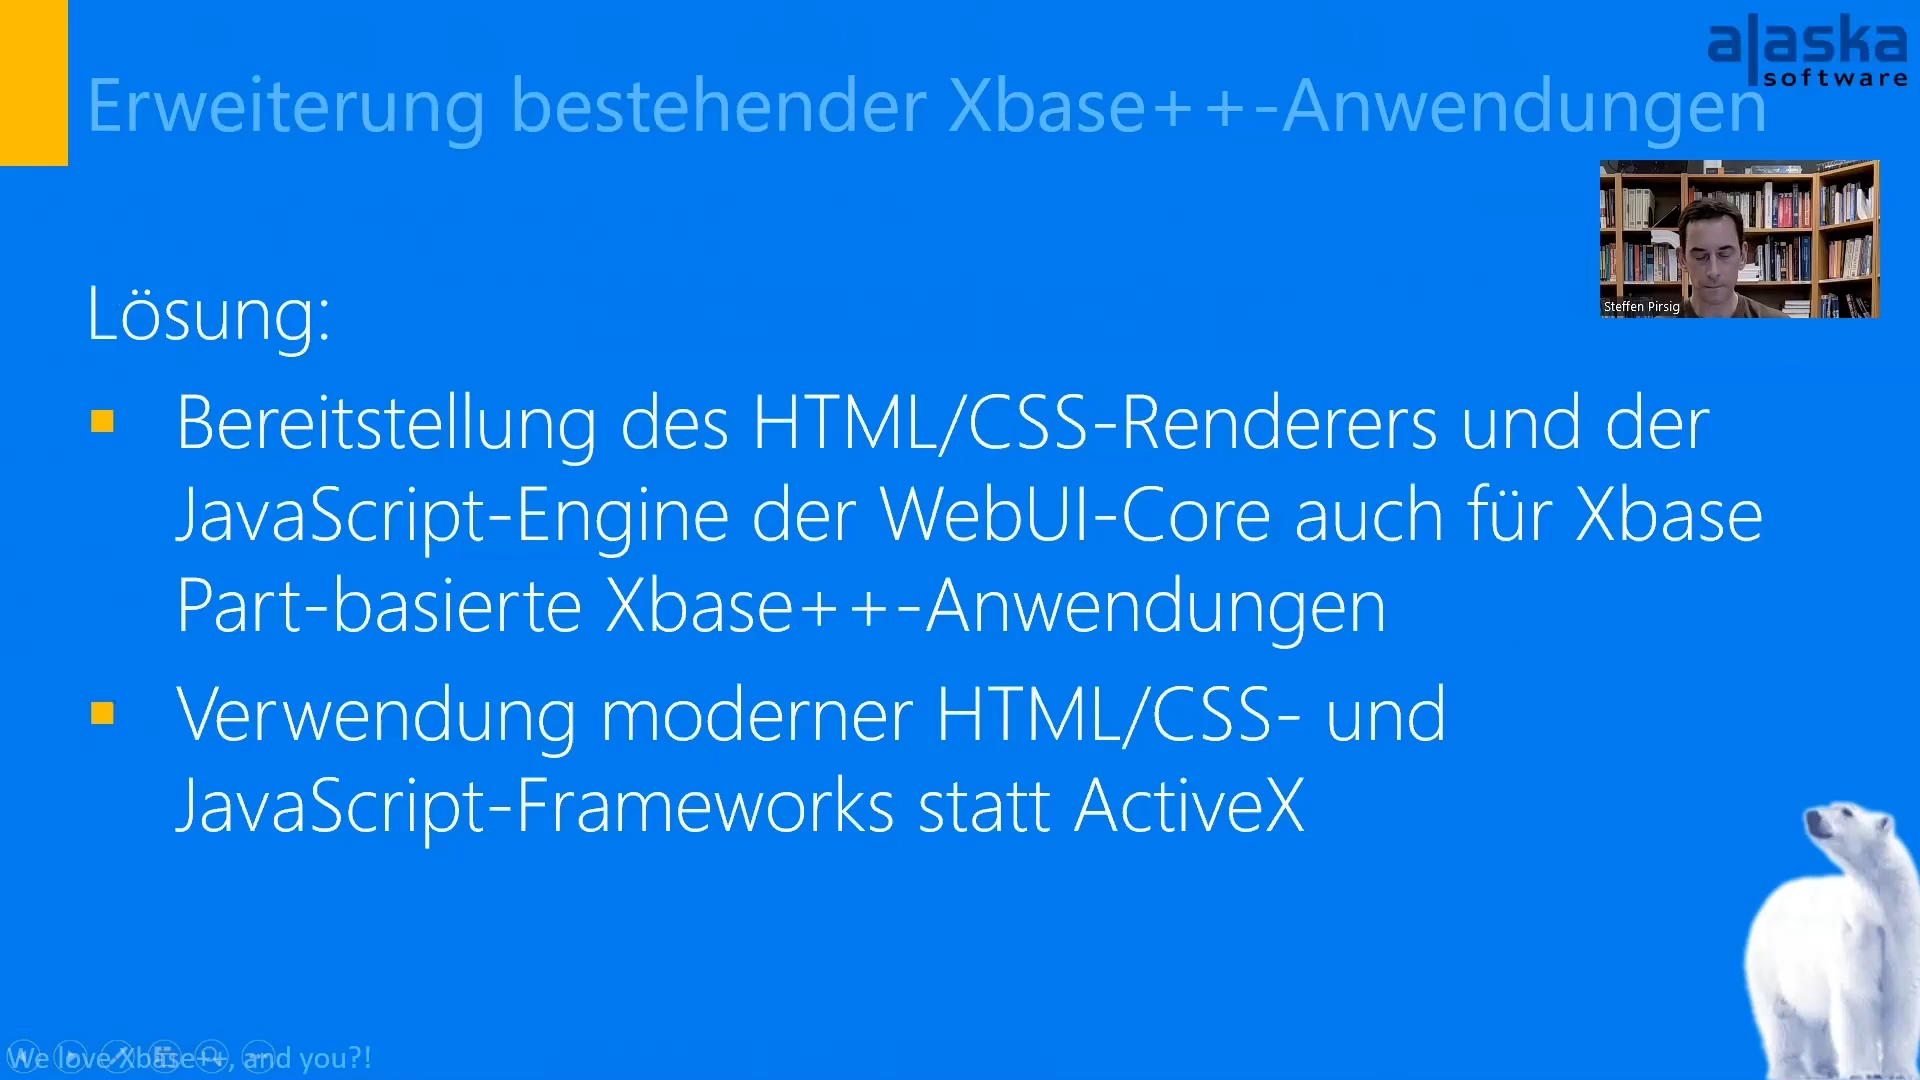 alaska
software
Erweiterung bestehender Xbase++-Anwendungen
Steffen Pirsig
Lösung:
Bereitstellung des HTML/CSS-Renderers und der
JavaScript-Engine der WebUI-Core auch für Xbase
Part-basierte Xbase++-Anwendungen
Verwendung moderner HTML/CSS- und
JavaScript-Frameworks statt ActiveX
We love Xbase++, and you?!